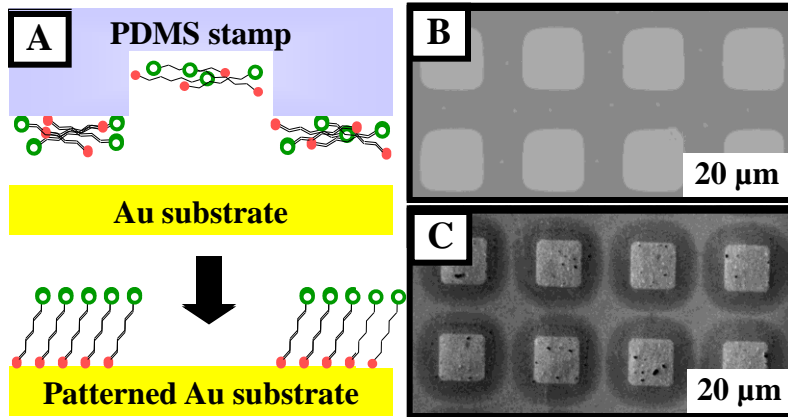 A
PDMS stamp
Au substrate
Patterned Au substrate
B
20 μm
C
20 μm